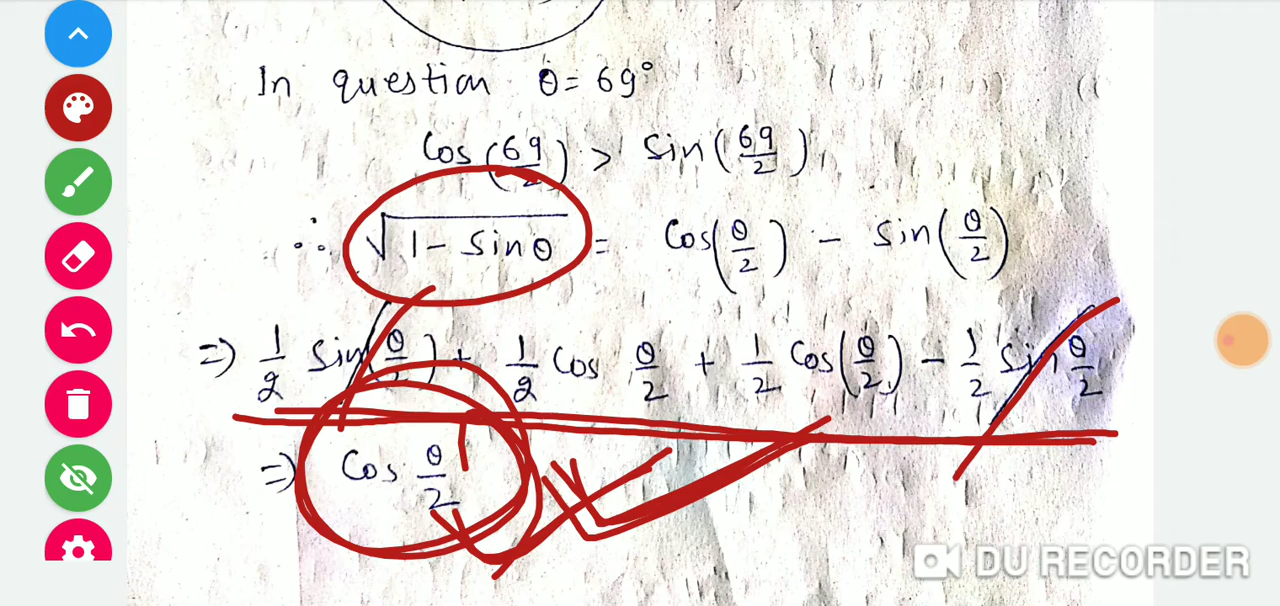 In question θ = 69°
Cos(69/2) > Sin(69/2)
∴ √(1 - Sinθ) = Cos(θ/2) - Sin(θ/2)
=) 1/2 Sin(θ/2) + 1/2 Cos θ/2 + 1/2 Cos(θ/2) - 1/2 Sin θ/2
=) Cos θ/2
DU RECORDER